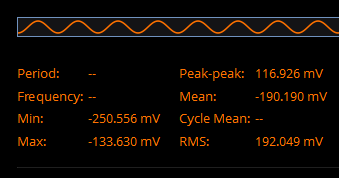 Period: -- Peak-peak: 116.926 mV
Frequency: -- Mean: -190.190 mV
Min: -250.556 mV Cycle Mean: --
Max: -133.630 mV RMS: 192.049 mV